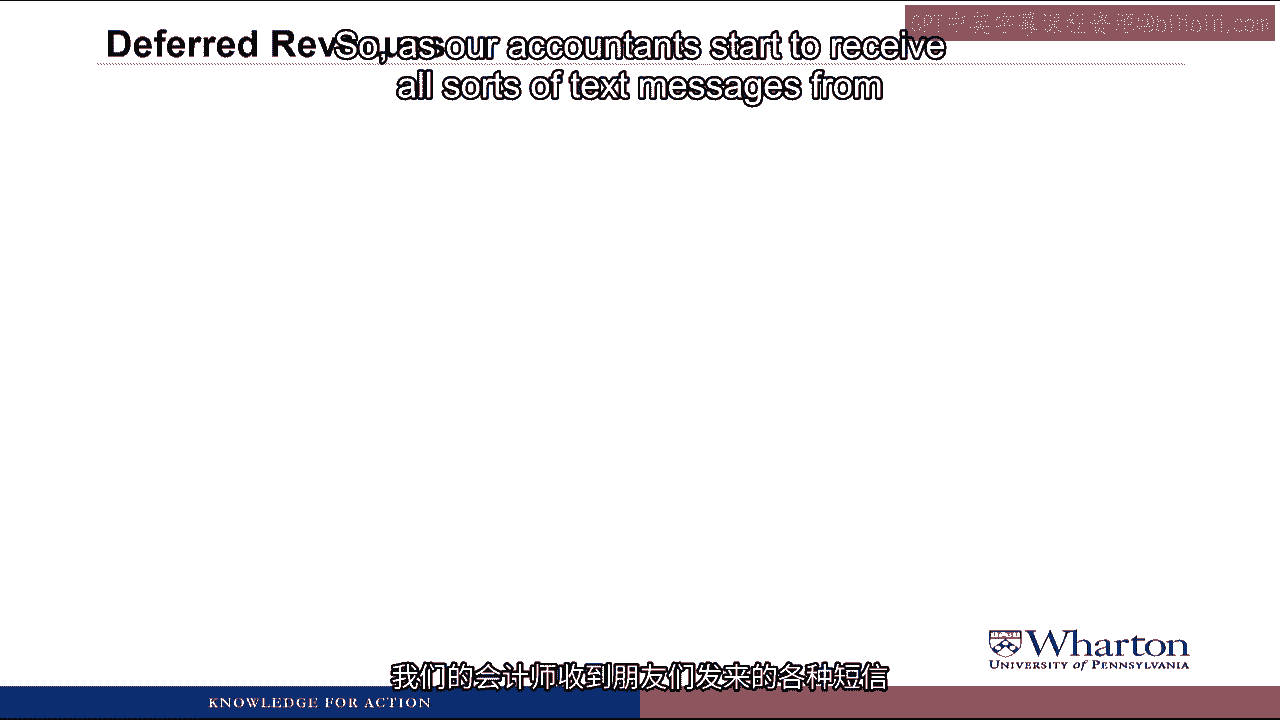 Deferred Revenues
So, as our accountants start to receive
all sorts of text messages from
Wharton
UNIVERSITY of PENNSYLVANIA
我们的会计师收到朋友们发来的各种短信
KNOWLEDGE FOR ACTION